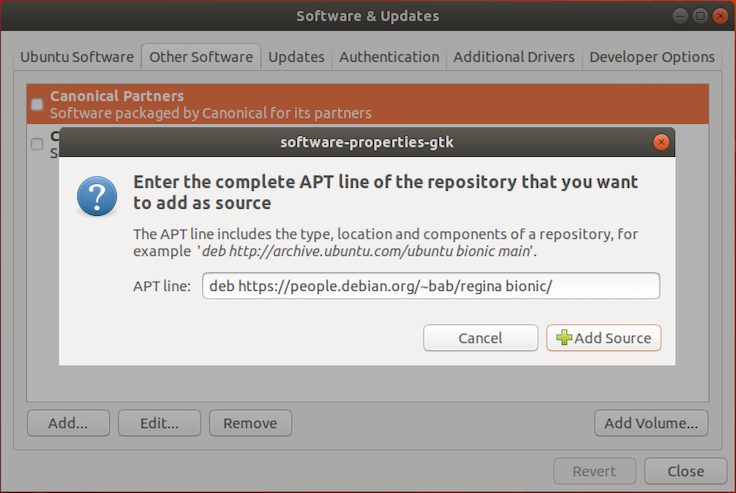 Software & Updates
Ubuntu Software Other Software Updates Authentication Additional Drivers Developer Options
Canonical Partners
Software packaged by Canonical for its partners
software-properties-gtk
Enter the complete APT line of the repository that you want
to add as source
The APT line includes the type, location and components of a repository, for
example 'deb http://archive.ubuntu.com/ubuntu bionic main'.
APT line: deb https://people.debian.org/~bab/regina bionic/
Cancel Add Source
Add... Edit... Remove Add Volume...
Revert Close